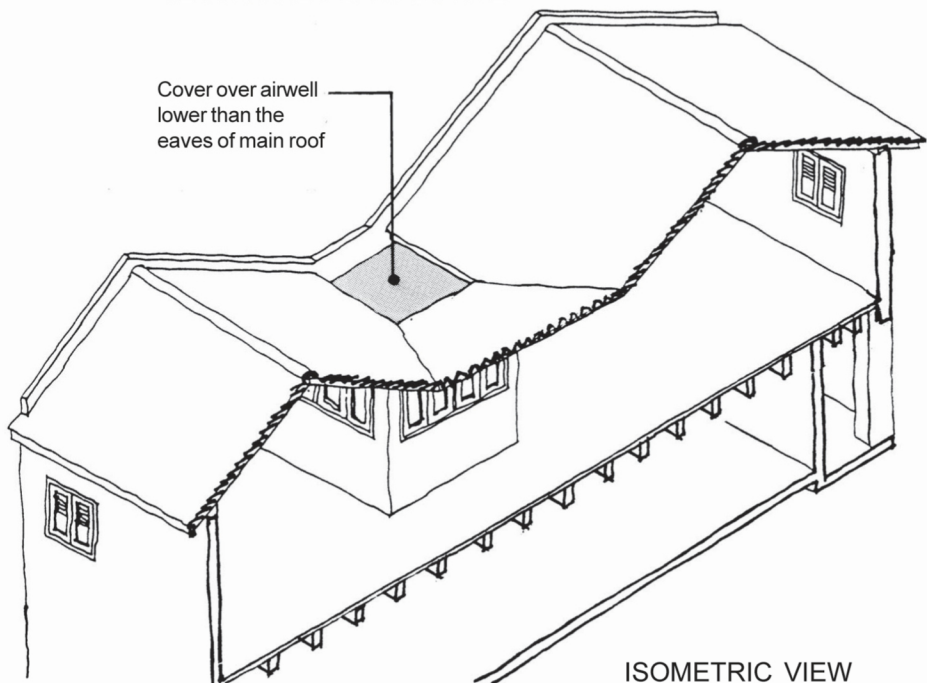 Cover over airwell
lower than the
eaves of main roof
ISOMETRIC VIEW